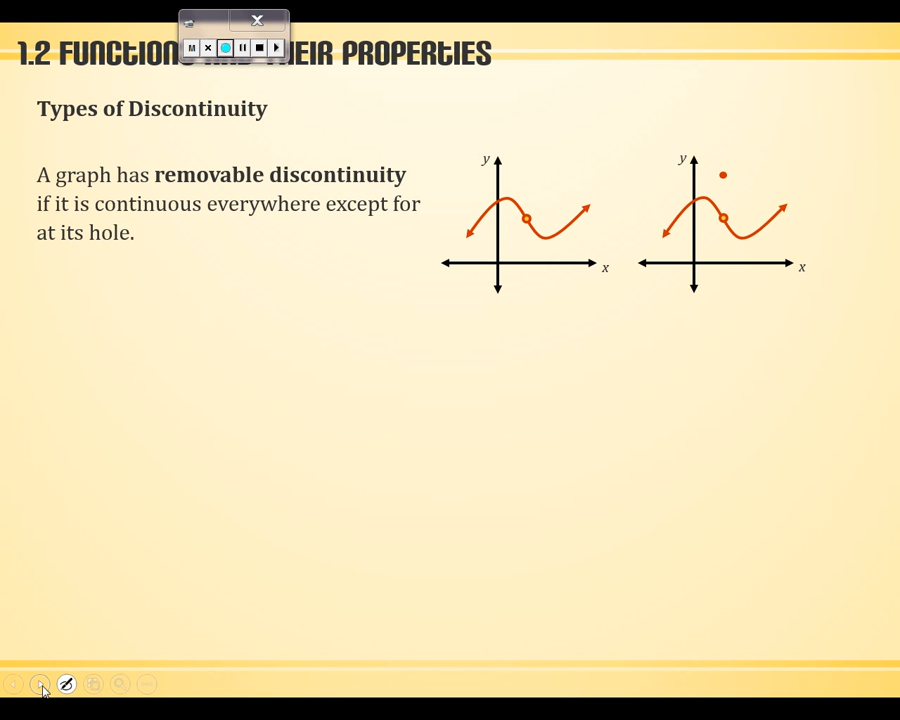 1.2 FUNCTIONS AND THEIR PROPERTIES
Types of Discontinuity
A graph has removable discontinuity
if it is continuous everywhere except for
at its hole.
y
x
y
x
M